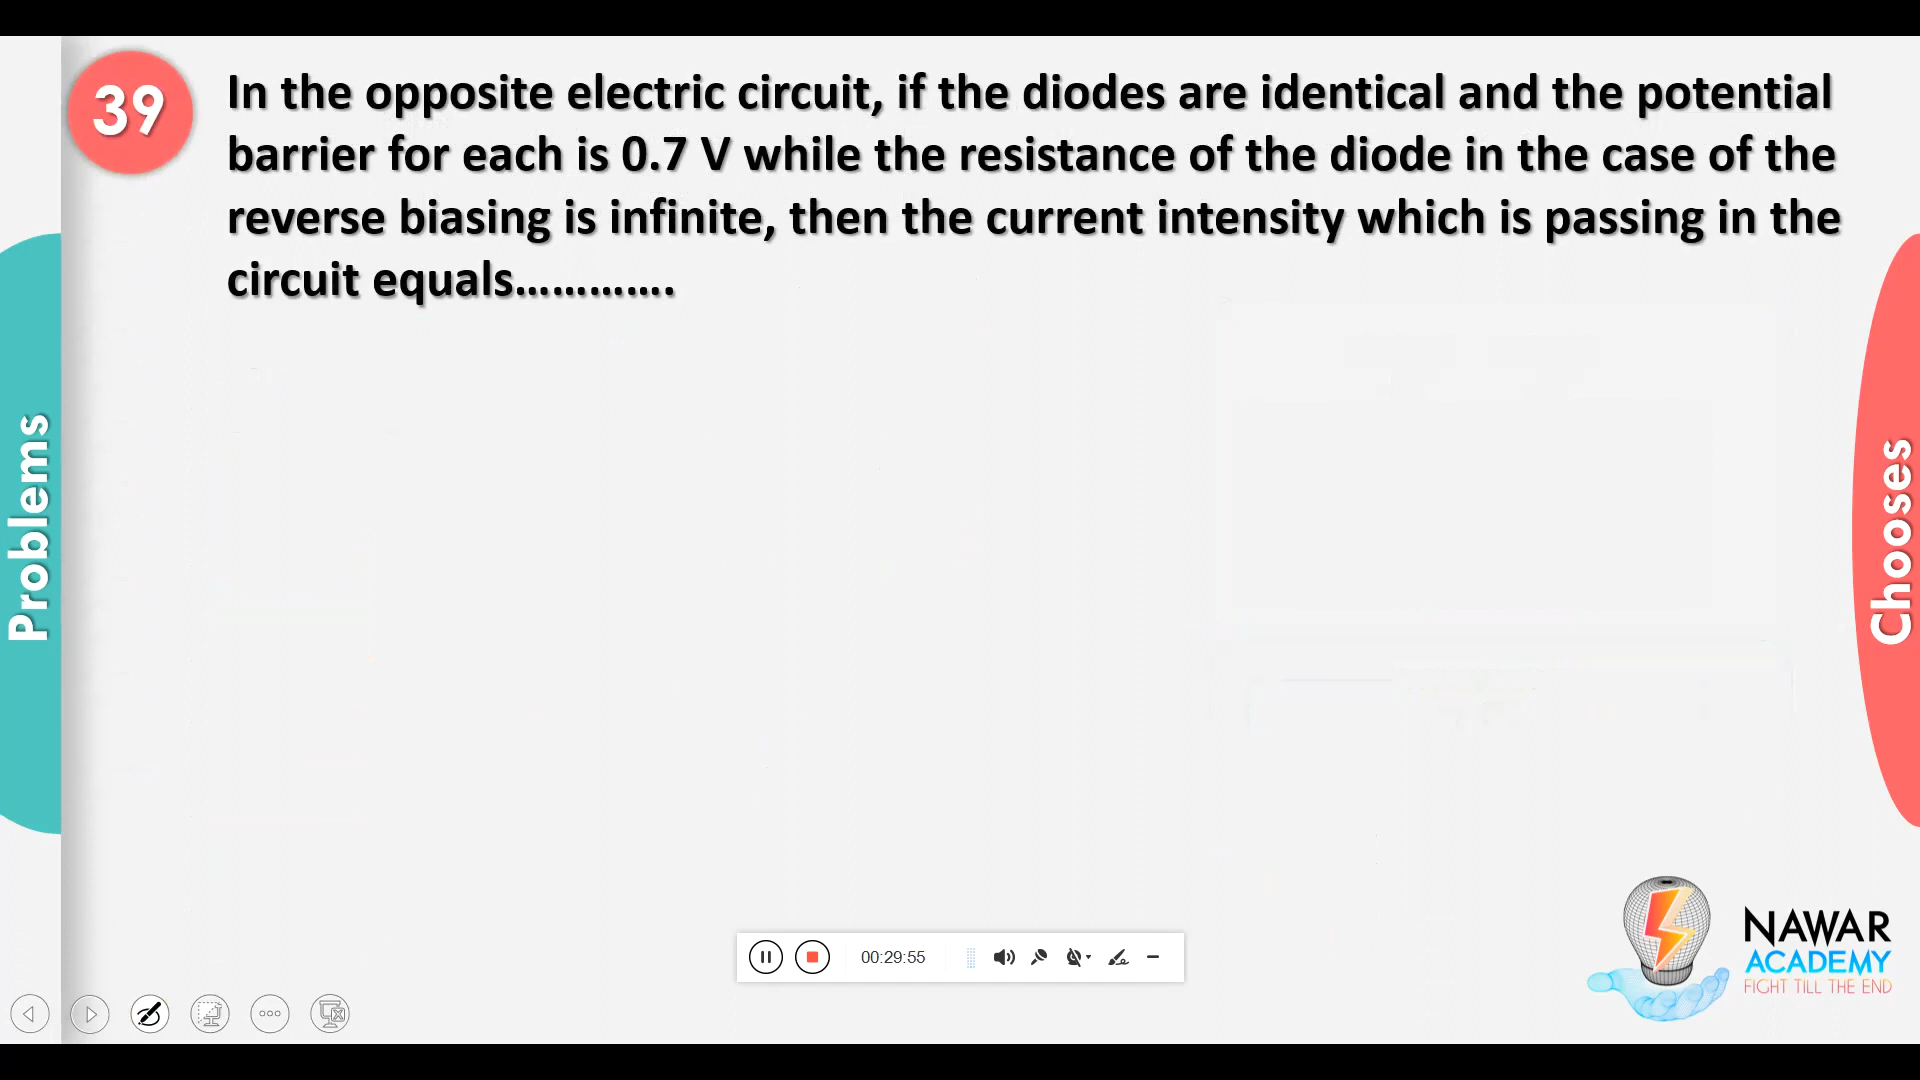 39
In the opposite electric circuit, if the diodes are identical and the potential
barrier for each is 0.7 V while the resistance of the diode in the case of the
reverse biasing is infinite, then the current intensity which is passing in the
circuit equals.............
Problems
Chooses
00:29:55
NAWAR
ACADEMY
FIGHT TILL THE END